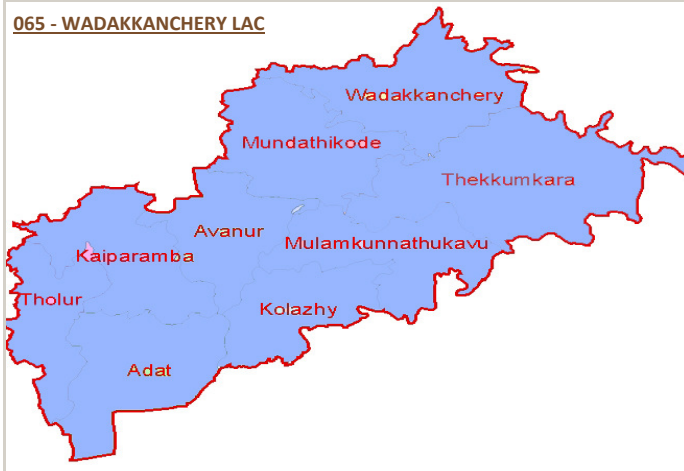 065 - WADAKKANCHERY LAC
Wadakkanchery
Mundathikode
Thekkumkara
Avanur
Mulamkunnathukavu
Kaiparamba
Tholur
Kolazhy
Adat